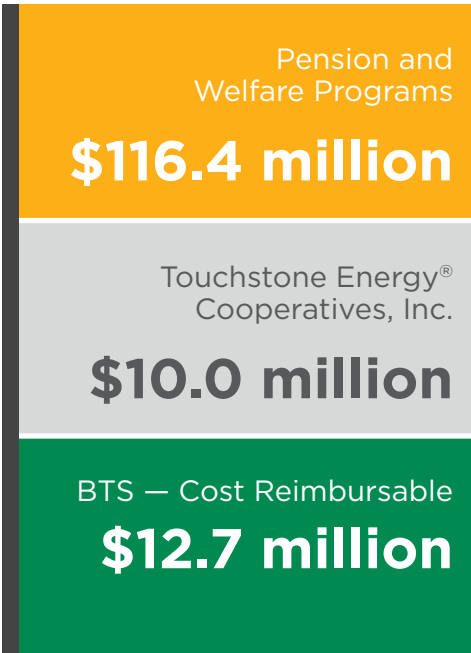 Pension and
Welfare Programs
$116.4 million
Touchstone Energy®
Cooperatives, Inc.
$10.0 million
BTS — Cost Reimbursable
$12.7 million